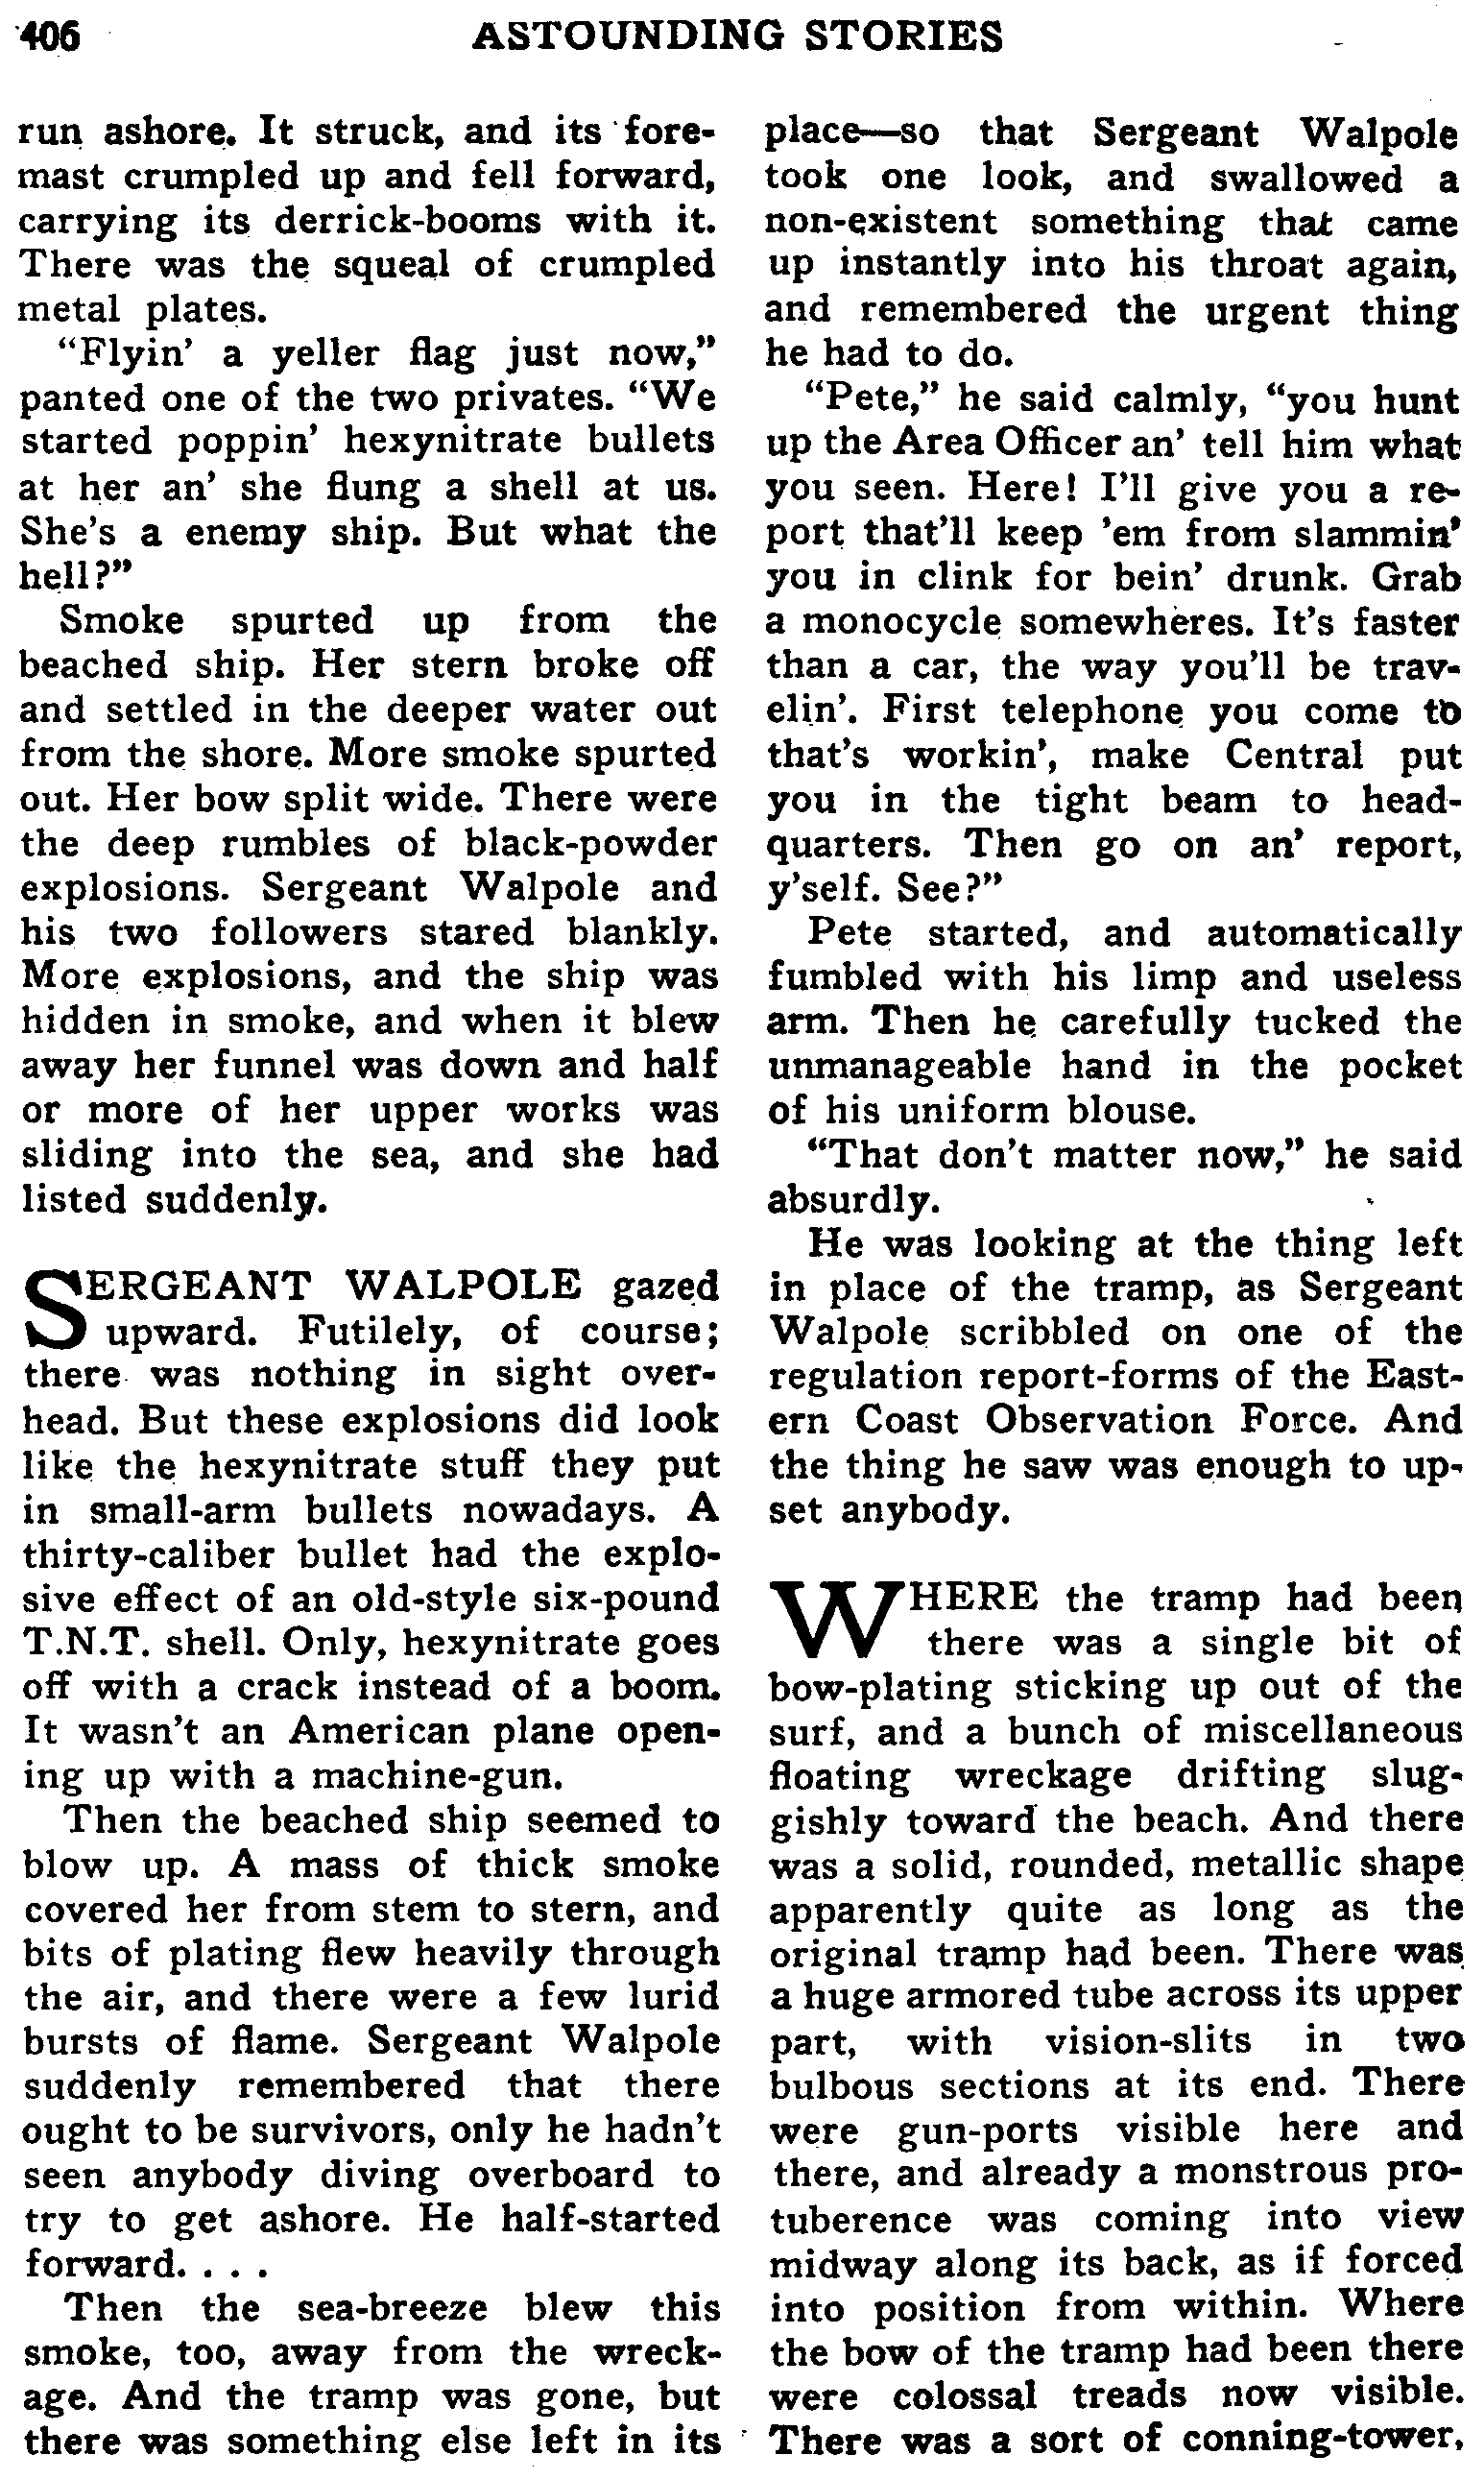 406
ASTOUNDING STORIES
run ashore. It struck, and its fore-
mast crumpled up and fell forward,
carrying its derrick-booms with it.
There was the squeal of crumpled
metal plates.
“Flyin’ a yeller flag just now,”
panted one of the two privates. “We
started poppin’ hexynitrate bullets
at her an’ she flung a shell at us.
She’s a enemy ship. But what the
hell?”
Smoke spurted up from the
beached ship. Her stern broke off
and settled in the deeper water out
from the shore. More smoke spurted
out. Her bow split wide. There were
the deep rumbles of black-powder
explosions. Sergeant Walpole and
his two followers stared blankly.
More explosions, and the ship was
hidden in smoke, and when it blew
away her funnel was down and half
or more of her upper works was
sliding into the sea, and she had
listed suddenly.
SERGEANT WALPOLE gazed
upward. Futilely, of course;
there was nothing in sight over-
head. But these explosions did look
like the hexynitrate stuff they put
in small-arm bullets nowadays. A
thirty-caliber bullet had the explo-
sive effect of an old-style six-pound
T.N.T. shell. Only, hexynitrate goes
off with a crack instead of a boom.
It wasn’t an American plane open-
ing up with a machine-gun.
Then the beached ship seemed to
blow up. A mass of thick smoke
covered her from stem to stern, and
bits of plating flew heavily through
the air, and there were a few lurid
bursts of flame. Sergeant Walpole
suddenly remembered that there
ought to be survivors, only he hadn’t
seen anybody diving overboard to
try to get ashore. He half-started
forward. . . .
Then the sea-breeze blew this
smoke, too, away from the wreck-
age. And the tramp was gone, but
there was something else left in its
place—so that Sergeant Walpole
took one look, and swallowed a
non-existent something that came
up instantly into his throat again,
and remembered the urgent thing
he had to do.
“Pete,” he said calmly, “you hunt
up the Area Officer an’ tell him what
you seen. Here! I’ll give you a re-
port that’ll keep ’em from slammin’
you in clink for bein’ drunk. Grab
a monocycle somewheres. It’s faster
than a car, the way you’ll be trav-
elin’. First telephone you come to
that’s workin’, make Central put
you in the tight beam to head-
quarters. Then go on an’ report,
y’self. See?”
Pete started, and automatically
fumbled with his limp and useless
arm. Then he carefully tucked the
unmanageable hand in the pocket
of his uniform blouse.
“That don’t matter now,” he said
absurdly.
He was looking at the thing left
in place of the tramp, as Sergeant
Walpole scribbled on one of the
regulation report-forms of the East-
ern Coast Observation Force. And
the thing he saw was enough to up-
set anybody.
WHERE the tramp had been
there was a single bit of
bow-plating sticking up out of the
surf, and a bunch of miscellaneous
floating wreckage drifting slug-
gishly toward the beach. And there
was a solid, rounded, metallic shape
apparently quite as long as the
original tramp had been. There was
a huge armored tube across its upper
part, with vision-slits in two
bulbous sections at its end. There
were gun-ports visible here and
there, and already a monstrous pro-
tuberence was coming into view
midway along its back, as if forced
into position from within. Where
the bow of the tramp had been there
were colossal treads now visible.
There was a sort of conning-tower,